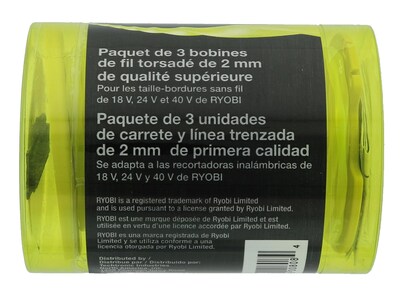 Paquet de 3 bobines
de fil torsadé de 2 mm
de qualité supérieure
Pour les taille-bordures sans fil
de 18 V, 24 V et 40 V de RYOBI
Paquete de 3 unidades
de carrete y línea trenzada
de 2 mm de primera calidad
Se adapta a las recortadoras inalámbricas de
18 V, 24 V y 40 V de RYOBI
RYOBI is a registered trademark of Ryobi Limited
and is used pursuant to a license granted by Ryobi Limited.
RYOBI est une marque déposée de Ryobi Limited et est
utilisée en vertu d'une licence accordée par Ryobi Limited.
RYOBI es una marca registrada de Ryobi
Limited y se utiliza conforme a una
licencia otorgada por Ryobi Limited.
Distributed by /
Distribué par / Distribuido por: